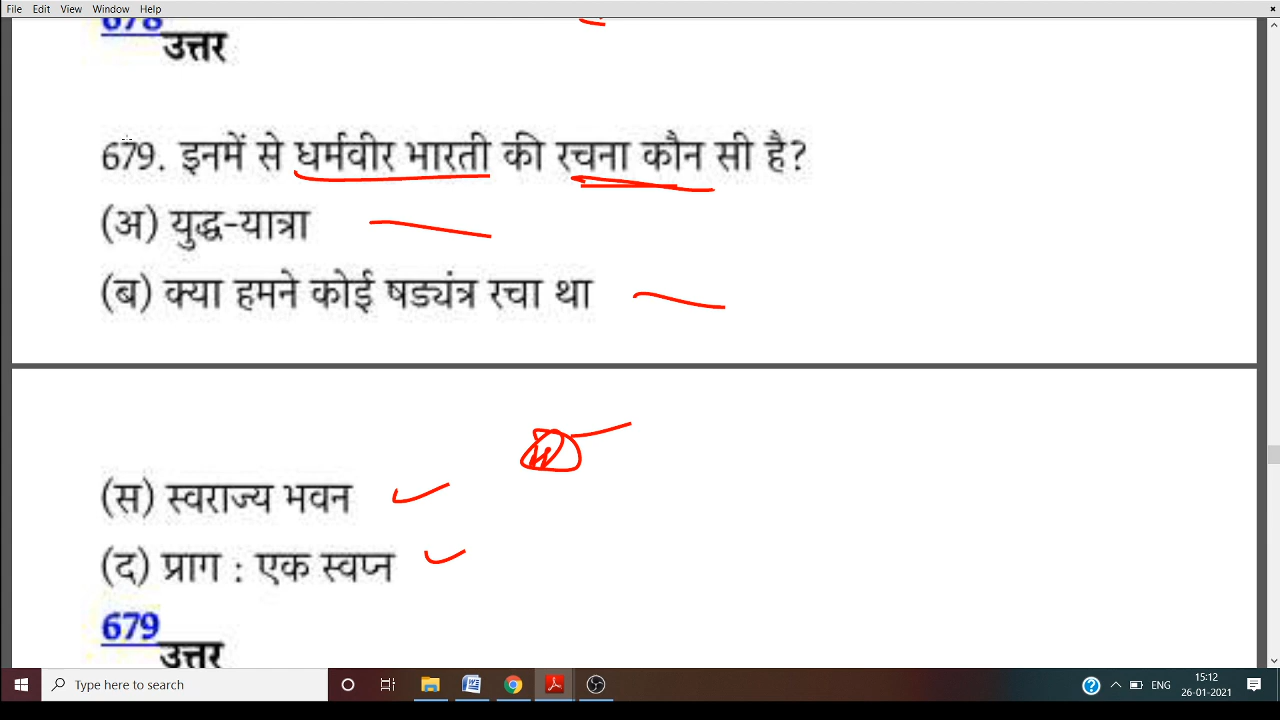 File Edit View Window Help
678
उत्तर
679. इनमें से धर्मवीर भारती की रचना कौन सी है?
(अ) युद्ध-यात्रा
(ब) क्या हमने कोई षड्यंत्र रचा था
(स) स्वराज्य भवन
(द) प्राग : एक स्वप्न
679
उत्तर
Type here to search
ENG
15:12
26-01-2021